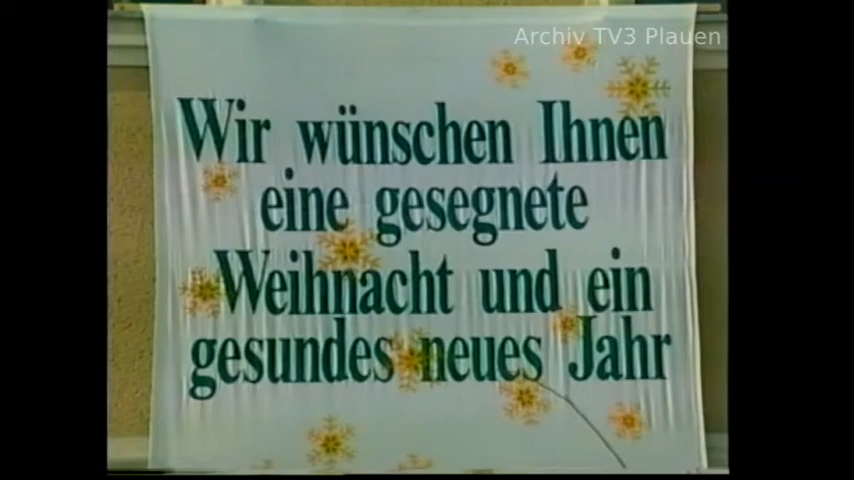 Archiv TV3 Plauen
Wir wünschen Ihnen
eine gesegnete
Weihnacht und ein
gesundes neues Jahr